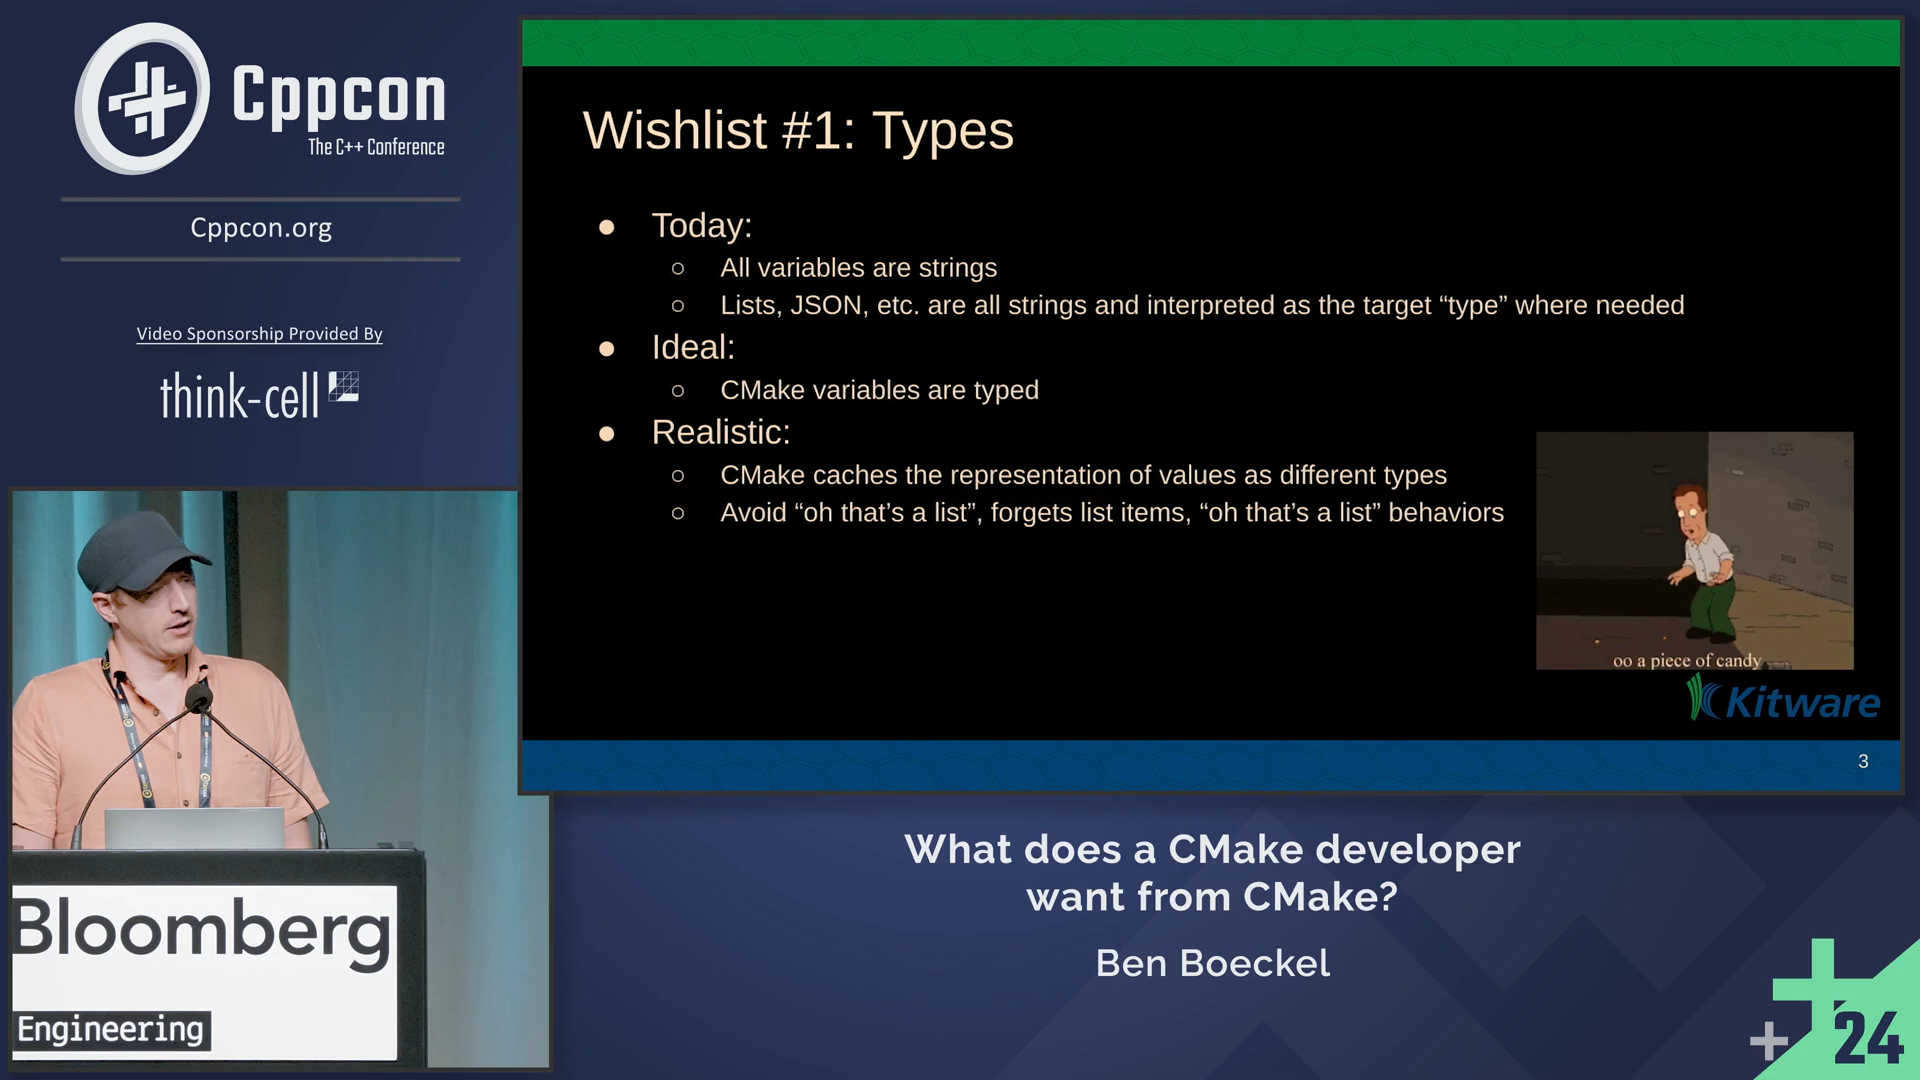 Cppcon
The C++ Conference
Cppcon.org
Video Sponsorship Provided By
think-cell
Wishlist #1: Types
● Today:
○ All variables are strings
○ Lists, JSON, etc. are all strings and interpreted as the target “type” where needed
● Ideal:
○ CMake variables are typed
● Realistic:
○ CMake caches the representation of values as different types
○ Avoid “oh that’s a list”, forgets list items, “oh that’s a list” behaviors
oo a piece of candy
Kitware
3
Bloomberg
Engineering
What does a CMake developer
want from CMake?
Ben Boeckel
24